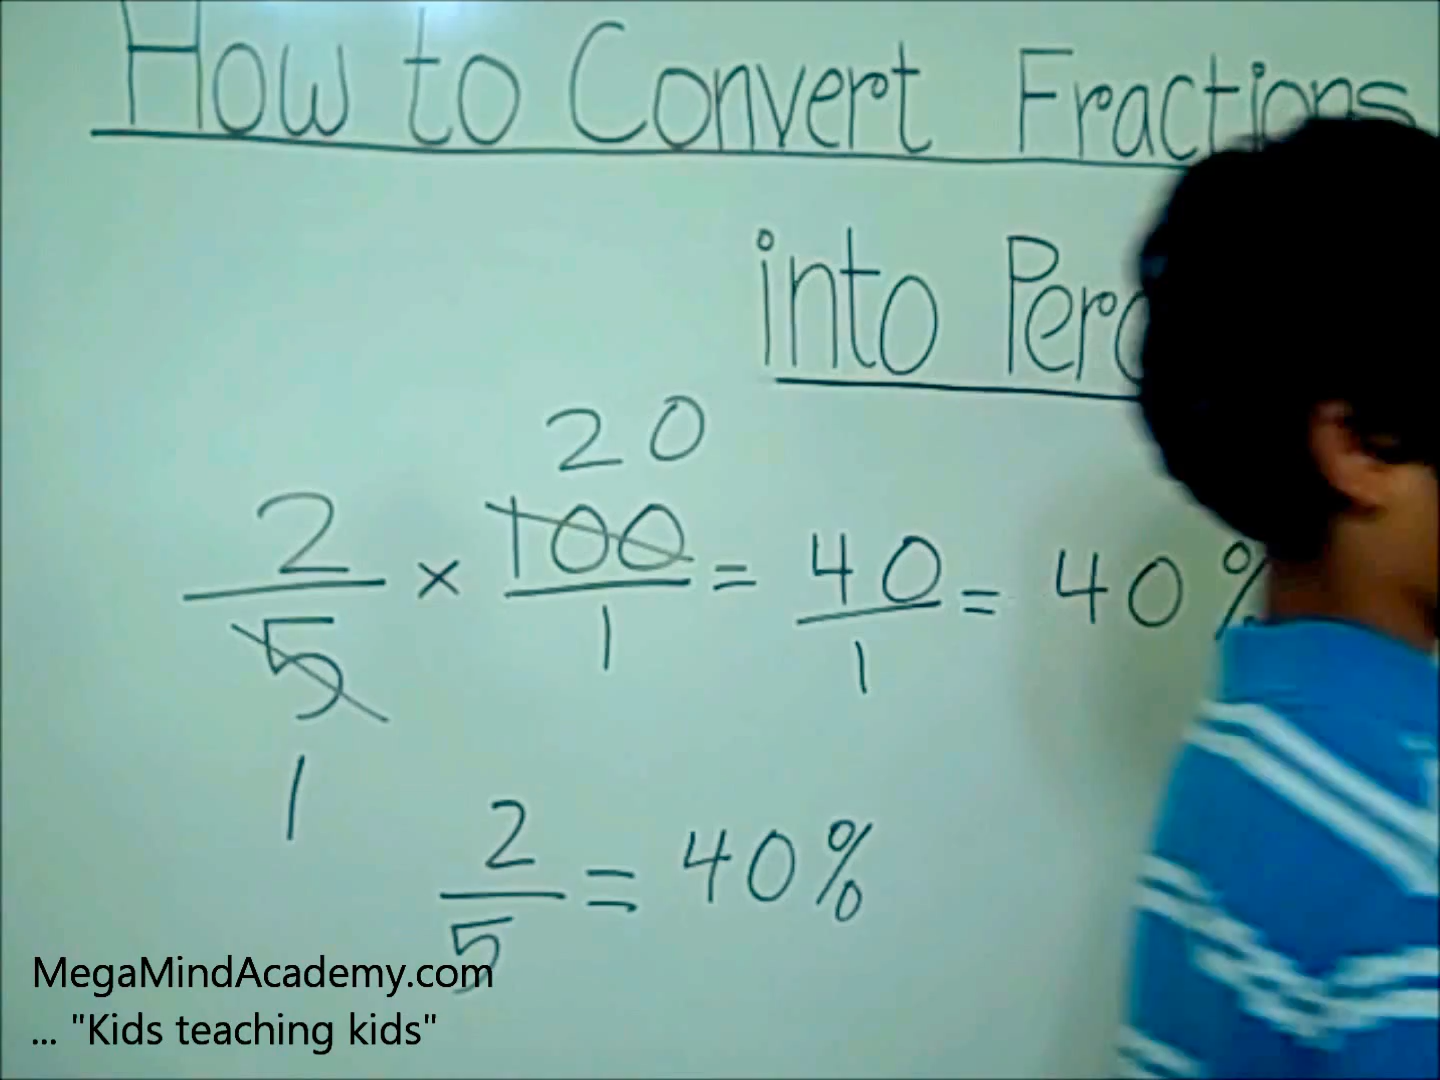 How to Convert Fractions
into
20
2/5 × 100/1 = 40/1 = 40%
1
2/5 = 40%
MegaMindAcademy.com
... "Kids teaching kids"